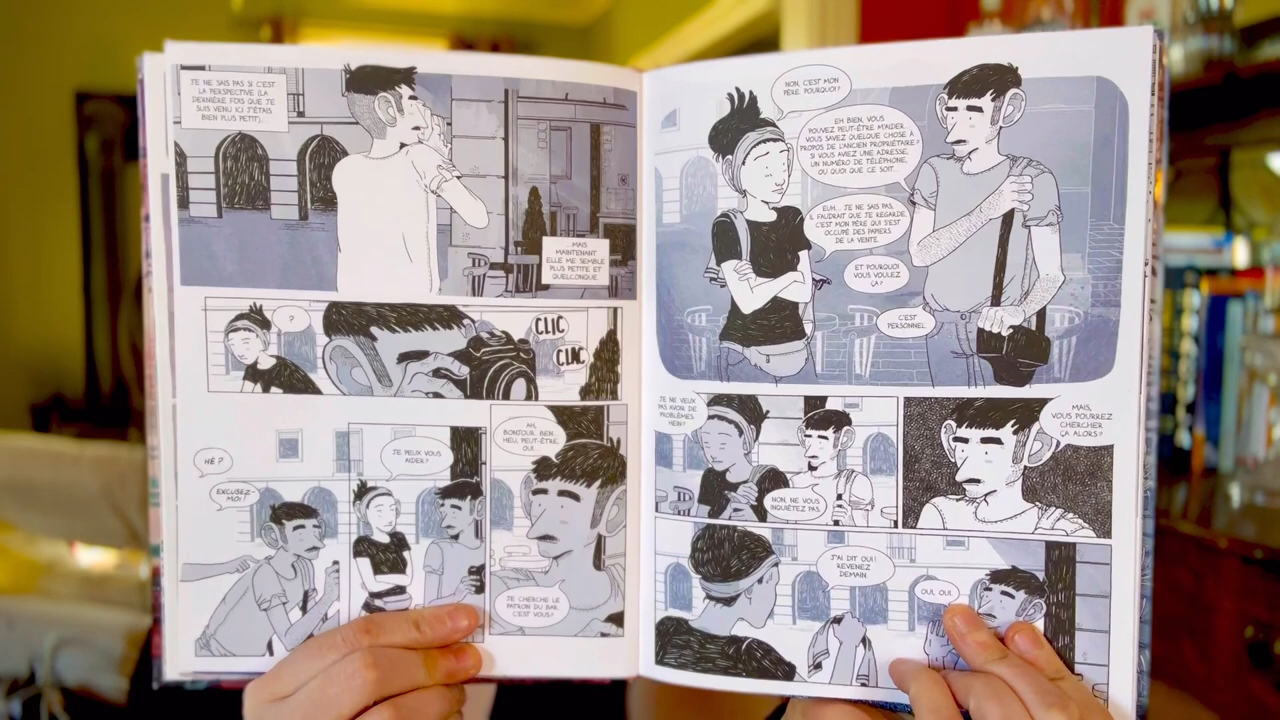 JE NE SAIS PAS SI C'EST
LA PERSPECTIVE (LA
DERNIÈRE FOIS QUE JE
SUIS VENU ICI J'ÉTAIS
BIEN PLUS PETIT)...
...MAIS
MAINTENANT
ELLE ME SEMBLE
PLUS PETITE ET
QUELCONQUE.
?
CLIC
CLAC
HÉ ?
EXCUSEZ-
MOI !
JE PEUX VOUS
AIDER ?
AH,
BONJOUR. BEN...
HEU, PEUT-ÊTRE,
OUI.
JE CHERCHE LE
PATRON DU BAR.
C'EST VOUS ?
NON, C'EST MON
PÈRE. POURQUOI ?
EH BIEN, VOUS
POUVEZ PEUT-ÊTRE M'AIDER...
VOUS SAVEZ QUELQUE CHOSE À
PROPOS DE L'ANCIEN PROPRIÉTAIRE ?
SI VOUS AVIEZ UNE ADRESSE,
UN NUMÉRO DE TÉLÉPHONE,
OU QUOI QUE CE SOIT...
EUH... JE NE SAIS PAS,
IL FAUDRAIT QUE JE REGARDE,
C'EST MON PÈRE QUI S'EST
OCCUPÉ DES PAPIERS
DE LA VENTE.
ET POURQUOI
VOUS VOULEZ
ÇA ?
C'EST
PERSONNEL.
JE NE VEUX
PAS AVOIR DE
PROBLÈMES,
HEIN ?
NON, NE VOUS
INQUIÉTEZ PAS.
MAIS,
VOUS POURREZ
CHERCHER
ÇA ALORS ?
J'AI DIT OUI !
REVENEZ
DEMAIN.
OUI, OUI.